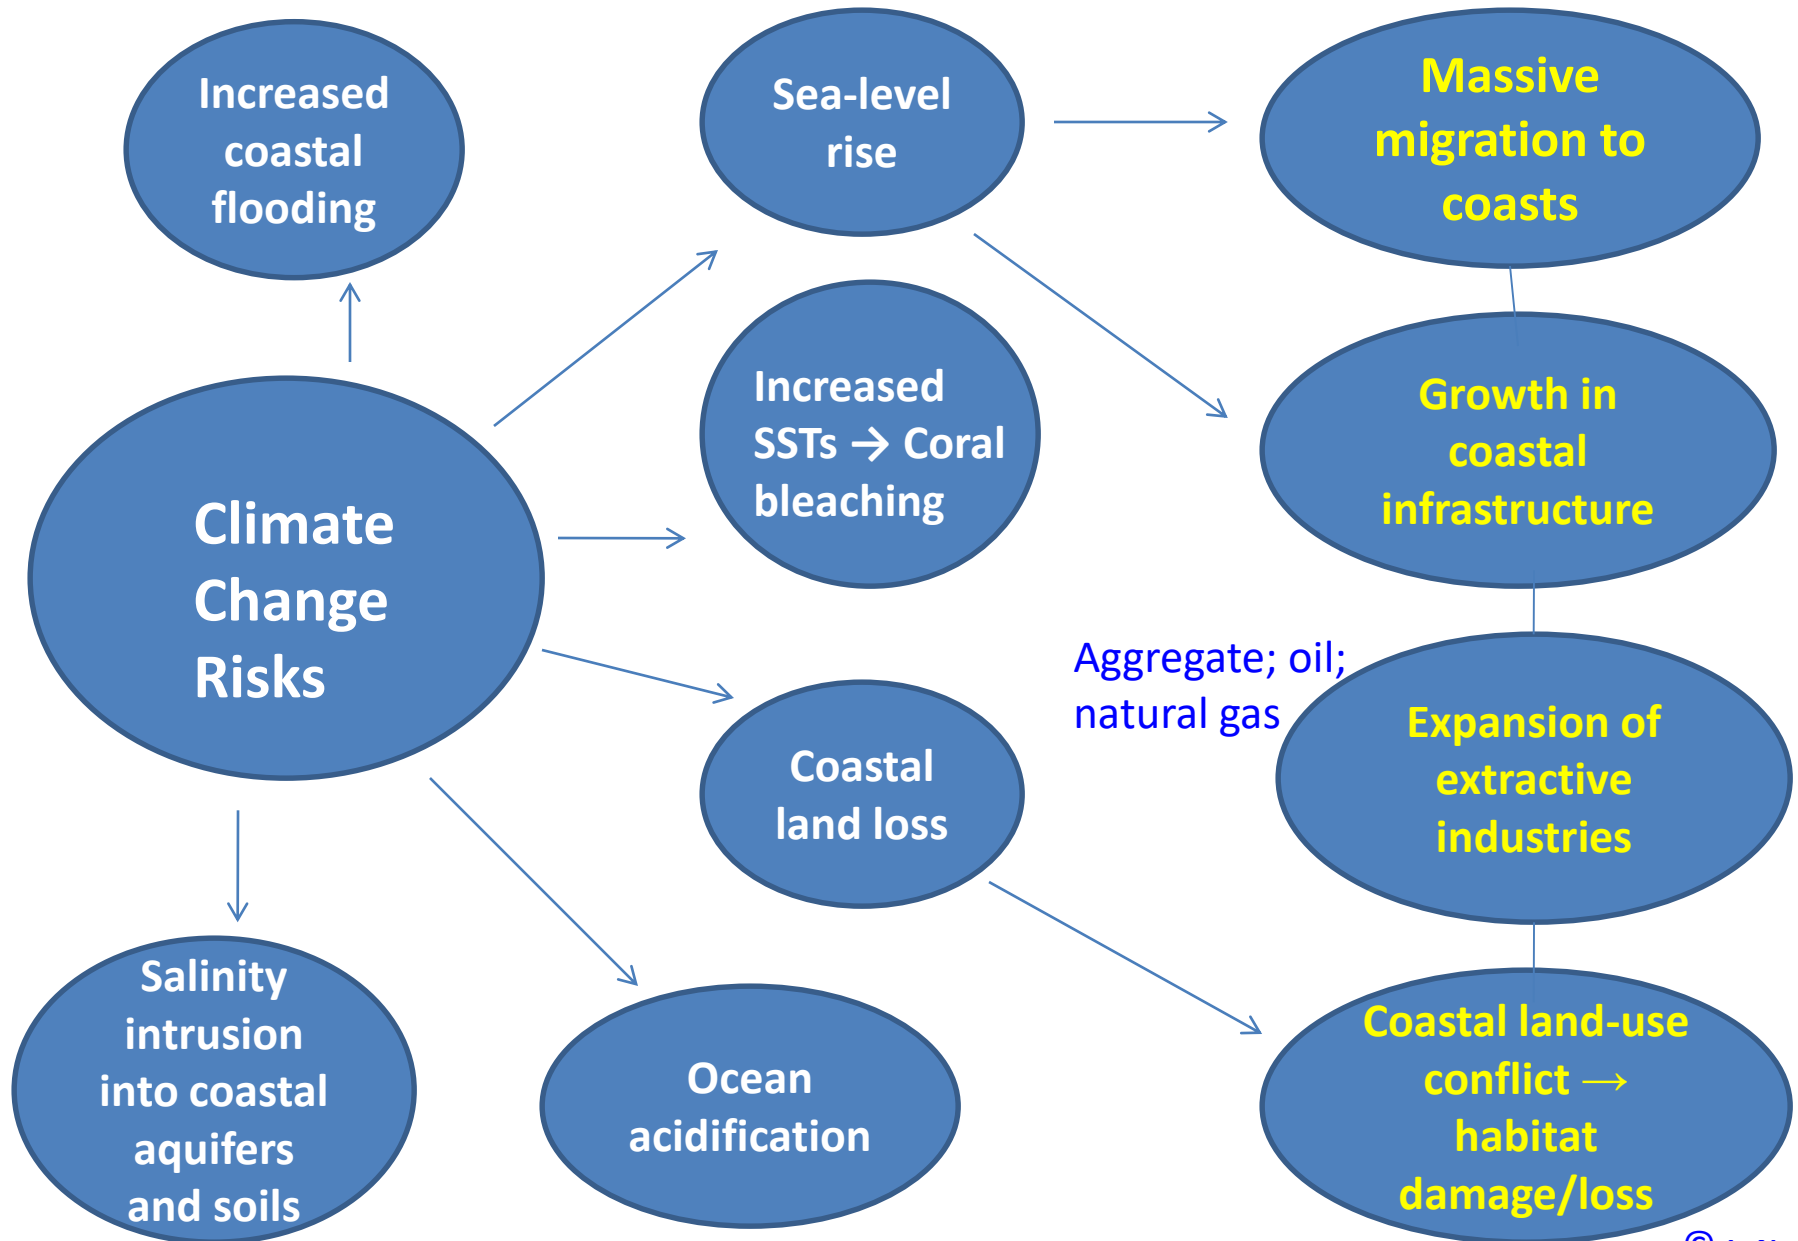 Increased
coastal
flooding
Sea-level
rise
Massive
migration to
coasts
Climate
Change
Risks
Increased
SSTs → Coral
bleaching
Growth in
coastal
infrastructure
Aggregate; oil;
natural gas
Coastal
land loss
Expansion of
extractive
industries
Salinity
intrusion
into coastal
aquifers
and soils
Ocean
acidification
Coastal land-use
conflict →
habitat
damage/loss
©